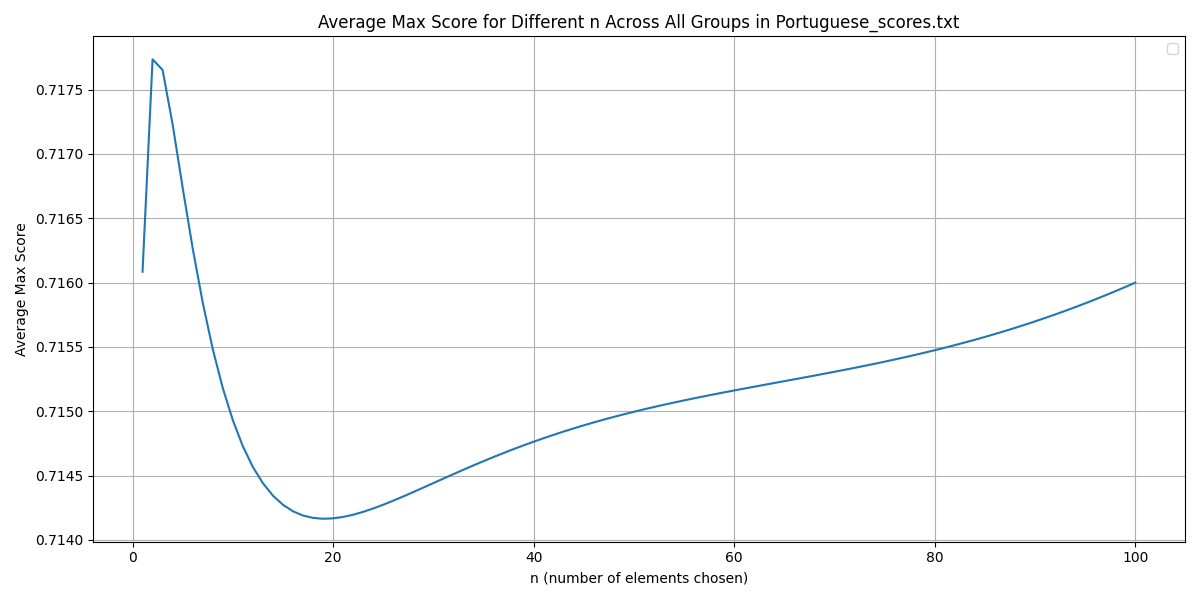 Average Max Score for Different n Across All Groups in Portuguese_scores.txt
Average Max Score
0.7175
0.7170
0.7165
0.7160
0.7155
0.7150
0.7145
0.7140
0 20 40 60 80 100
n (number of elements chosen)